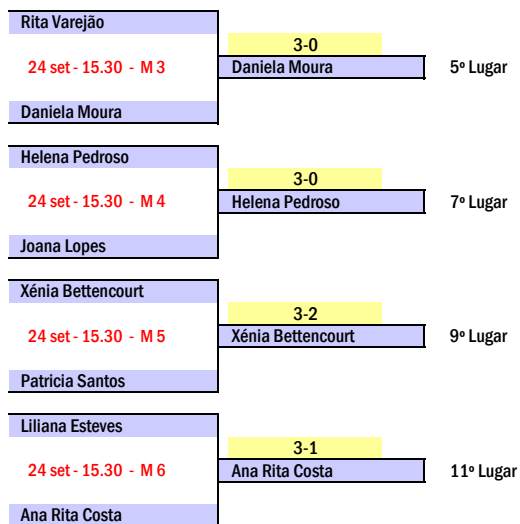 Rita Varejão
3-0
24 set - 15.30 - M 3
Daniela Moura
5º Lugar
Daniela Moura
Helena Pedroso
3-0
24 set - 15.30 - M 4
Helena Pedroso
7º Lugar
Joana Lopes
Xénia Bettencourt
3-2
24 set - 15.30 - M 5
Xénia Bettencourt
9º Lugar
Patricia Santos
Liliana Esteves
3-1
24 set - 15.30 - M 6
Ana Rita Costa
11º Lugar
Ana Rita Costa